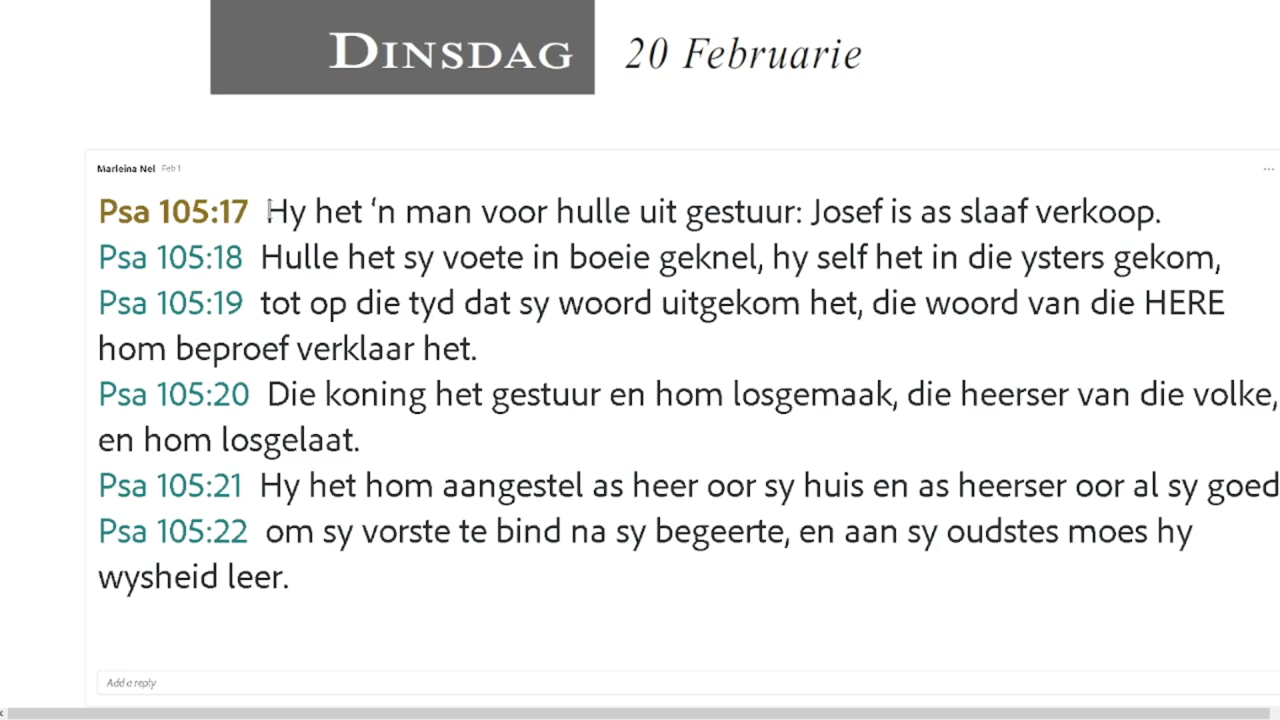 DINSDAG 20 Februarie
Marleina Nel Feb 1
Psa 105:17 Hy het ‘n man voor hulle uit gestuur: Josef is as slaaf verkoop.
Psa 105:18 Hulle het sy voete in boeie geknel, hy self het in die ysters gekom,
Psa 105:19 tot op die tyd dat sy woord uitgekom het, die woord van die HERE
hom beproef verklaar het.
Psa 105:20 Die koning het gestuur en hom losgemaak, die heerser van die volke,
en hom losgelaat.
Psa 105:21 Hy het hom aangestel as heer oor sy huis en as heerser oor al sy goed
Psa 105:22 om sy vorste te bind na sy begeerte, en aan sy oudstes moes hy
wysheid leer.
Add a reply